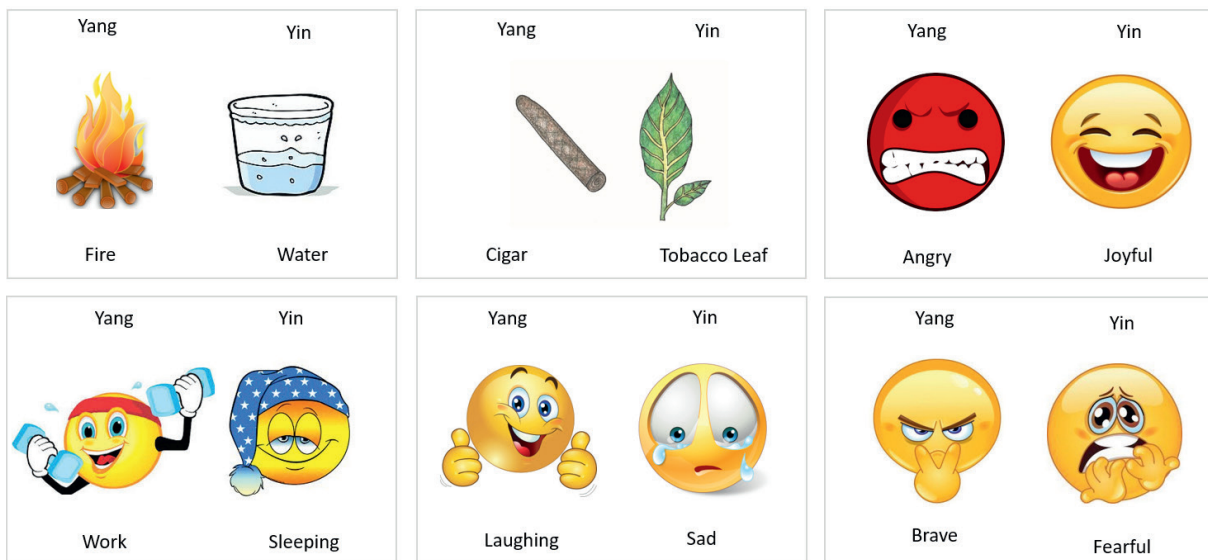 Yang Yin
Fire Water
Yang Yin
Cigar Tobacco Leaf
Yang Yin
Angry Joyful
Yang Yin
Work Sleeping
Yang Yin
Laughing Sad
Yang Yin
Brave Fearful